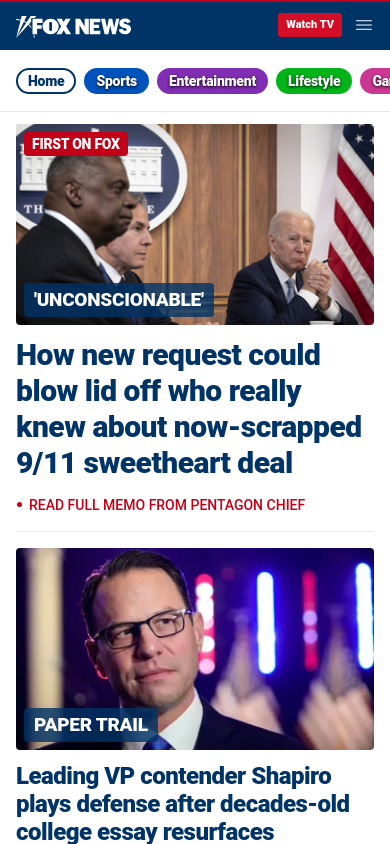 FOX NEWS
Watch TV
Home
Sports
Entertainment
Lifestyle
Ga
FIRST ON FOX
TH
'UNCONSCIONABLE'
How new request could
blow lid off who really
knew about now-scrapped
9/11 sweetheart deal
• READ FULL MEMO FROM PENTAGON CHIEF
PAPER TRAIL
Leading VP contender Shapiro
plays defense after decades-old
college essay resurfaces